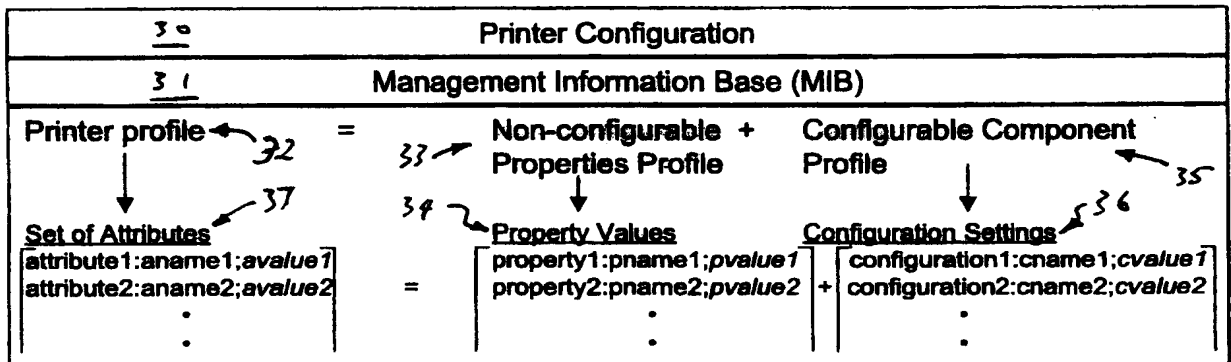 30 Printer Configuration
31 Management Information Base (MIB)
Printer profile = Non-configurable + Configurable Component
32 33 Properties Profile Profile 35
37 34 36
Set of Attributes Property Values Configuration Settings
attribute1:aname1;avalue1 property1:pname1;pvalue1 configuration1:cname1;cvalue1
attribute2:aname2;avalue2 = property2:pname2;pvalue2 + configuration2:cname2;cvalue2